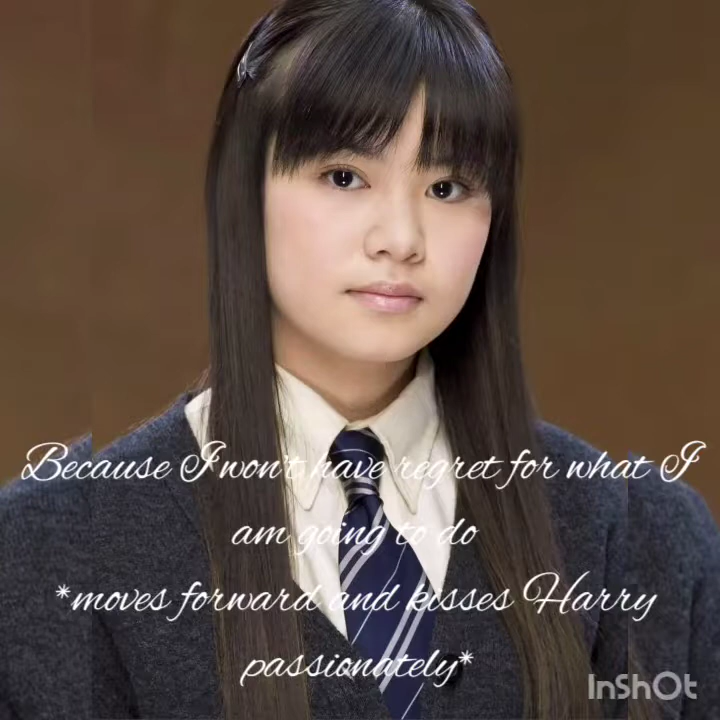 Because I won't have regret for what I
am going to do
*moves forward and kisses Harry
passionately*
InShOt